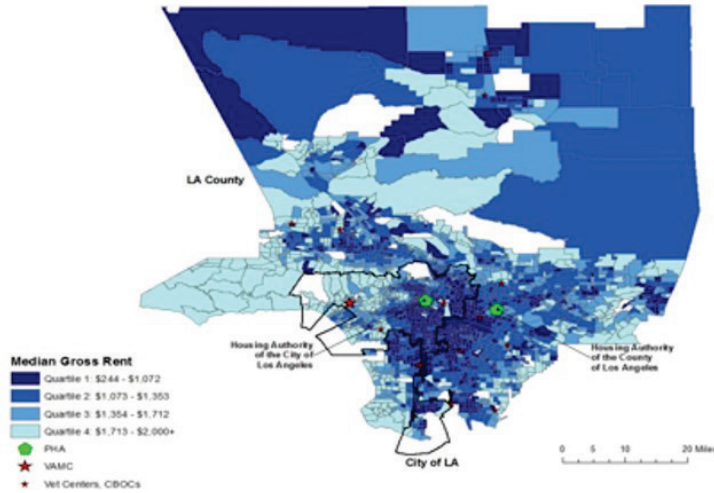 LA County
Housing Authority
of the City of
Los Angeles
Housing Authority
of the County
of Los Angeles
Median Gross Rent
Quartile 1: $244 - $1,072
Quartile 2: $1,073 - $1,353
Quartile 3: $1,354 - $1,712
Quartile 4: $1,713 - $2,000+
PHA
VAMC
Vet Centers, CBOCs
City of LA
0 5 10 20 Miles